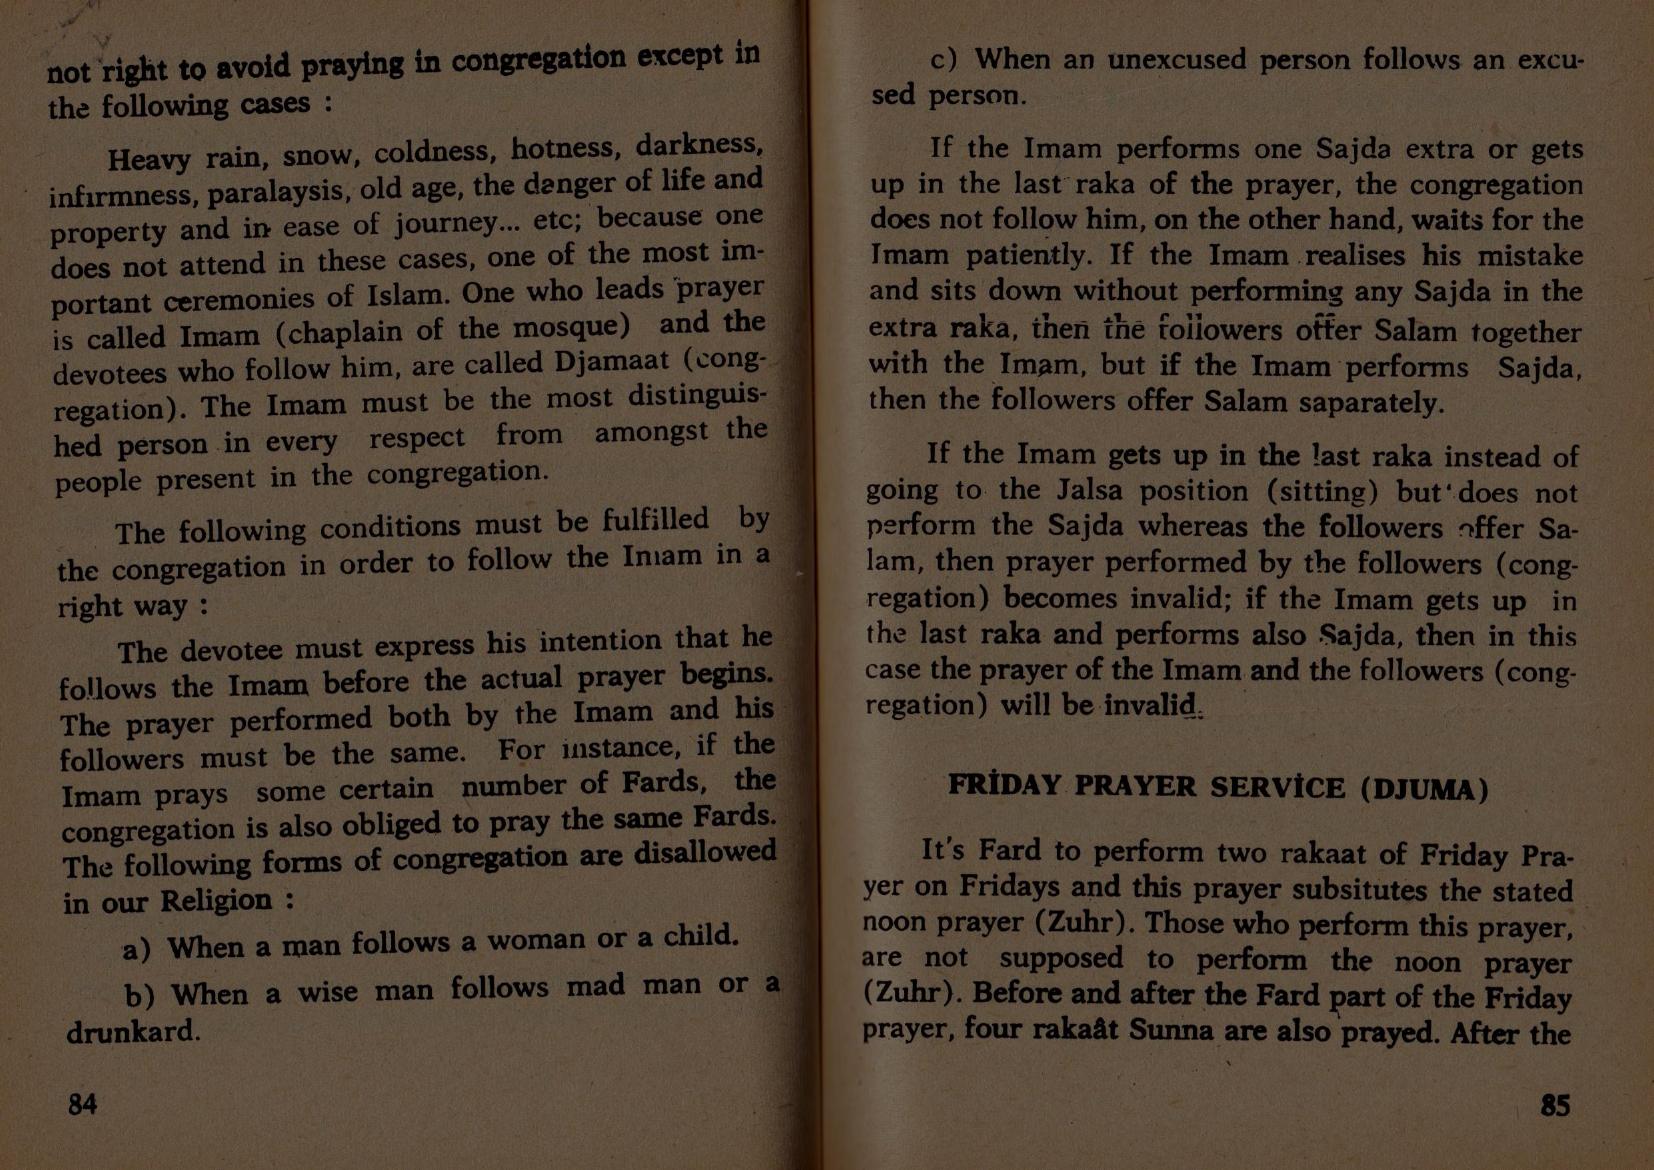 not right to avoid praying in congregation except in
the following cases :
Heavy rain, snow, coldness, hotness, darkness,
infirmness, paralaysis, old age, the danger of life and
property and in ease of journey... etc; because one
does not attend in these cases, one of the most im-
portant ceremonies of Islam. One who leads prayer
is called Imam (chaplain of the mosque) and the
devotees who follow him, are called Djamaat (cong-
regation). The Imam must be the most distinguis-
hed person in every respect from amongst the
people present in the congregation.
The following conditions must be fulfilled by
the congregation in order to follow the Imam in a
right way :
The devotee must express his intention that he
follows the Imam before the actual prayer begins.
The prayer performed both by the Imam and his
followers must be the same. For instance, if the
Imam prays some certain number of Fards, the
congregation is also obliged to pray the same Fards.
The following forms of congregation are disallowed
in our Religion :
a) When a man follows a woman or a child.
b) When a wise man follows mad man or a
drunkard.
84
c) When an unexcused person follows an excu-
sed person.
If the Imam performs one Sajda extra or gets
up in the last raka of the prayer, the congregation
does not follow him, on the other hand, waits for the
Imam patiently. If the Imam realises his mistake
and sits down without performing any Sajda in the
extra raka, then the followers offer Salam together
with the Imam, but if the Imam performs Sajda,
then the followers offer Salam saparately.
If the Imam gets up in the last raka instead of
going to the Jalsa position (sitting) but does not
perform the Sajda whereas the followers offer Sa-
lam, then prayer performed by the followers (cong-
regation) becomes invalid; if the Imam gets up in
the last raka and performs also Sajda, then in this
case the prayer of the Imam and the followers (cong-
regation) will be invalid.
FRİDAY PRAYER SERVİCE (DJUMA)
It's Fard to perform two rakaat of Friday Pra-
yer on Fridays and this prayer subsitutes the stated
noon prayer (Zuhr). Those who perform this prayer,
are not supposed to perform the noon prayer
(Zuhr). Before and after the Fard part of the Friday
prayer, four rakaât Sunna are also prayed. After the
85